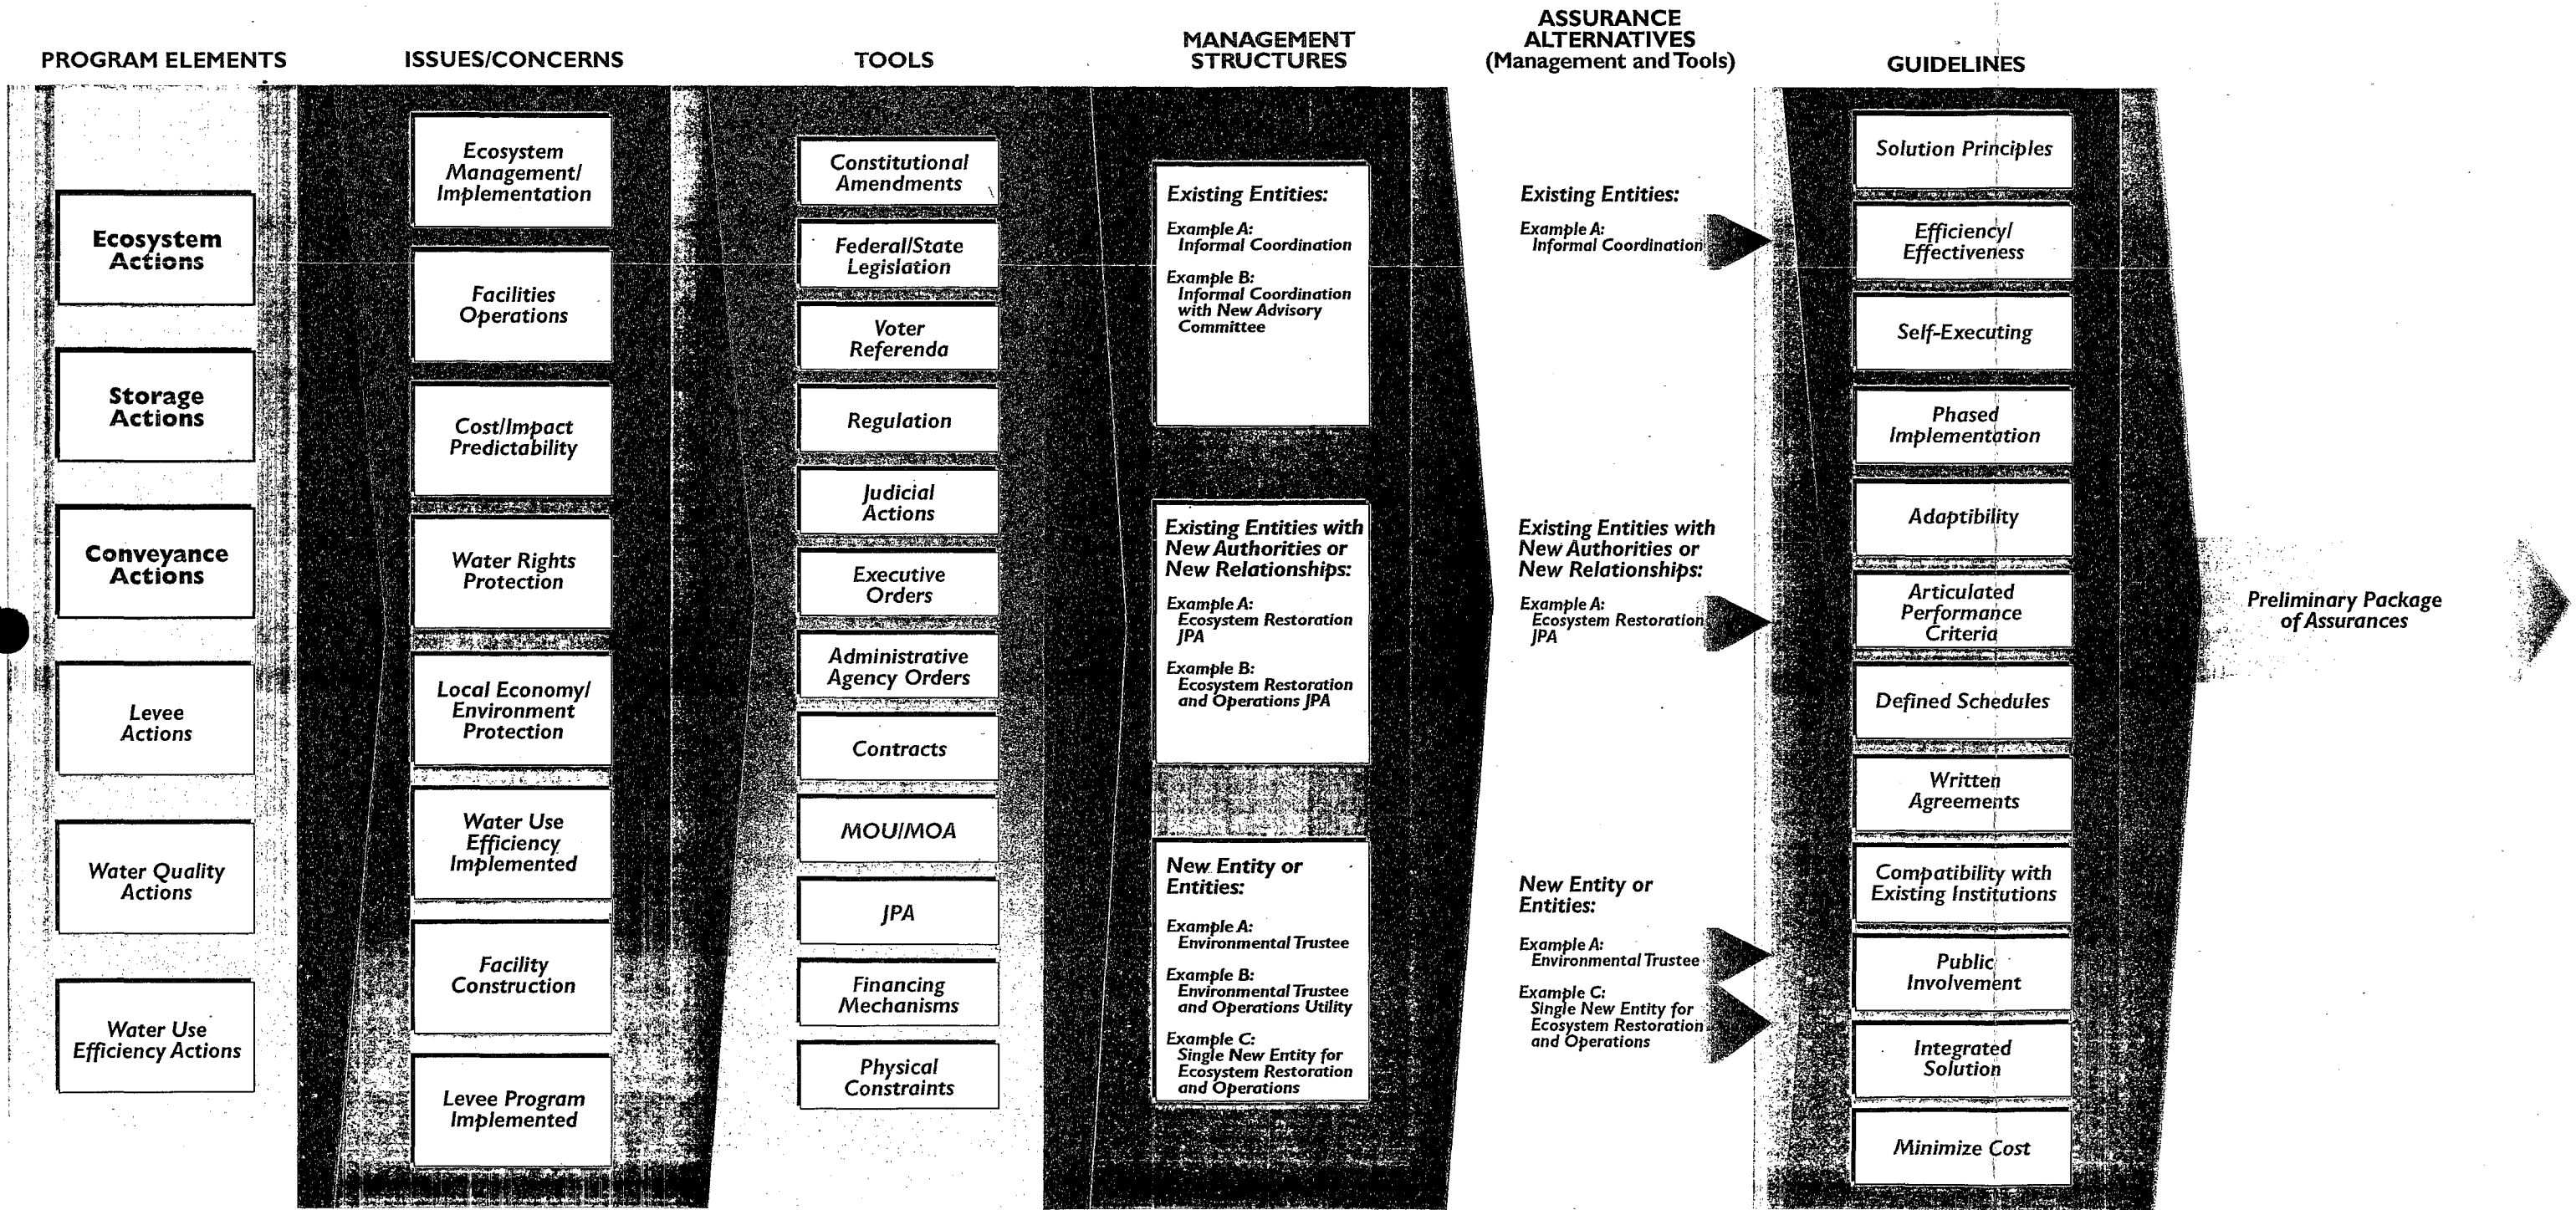 PROGRAM ELEMENTS
Ecosystem
Actions
Storage
Actions
Conveyance
Actions
Levee
Actions
Water Quality
Actions
Water Use
Efficiency Actions
ISSUES/CONCERNS
Ecosystem
Management/
Implementation
Facilities
Operations
Cost/Impact
Predictability
Water Rights
Protection
Local Economy/
Environment
Protection
Water Use
Efficiency
Implemented
Facility
Construction
Levee Program
Implemented
TOOLS
Constitutional
Amendments
Federal/State
Legislation
Voter
Referenda
Regulation
Judicial
Actions
Executive
Orders
Administrative
Agency Orders
Contracts
MOU/MOA
JPA
Financing
Mechanisms
Physical
Constraints
MANAGEMENT
STRUCTURES
Existing Entities:
Example A:
Informal Coordination
Example B:
Informal Coordination
with New Advisory
Committee
Existing Entities with
New Authorities or
New Relationships:
Example A:
Ecosystem Restoration
JPA
Example B:
Ecosystem Restoration
and Operations JPA
New Entity or
Entities:
Example A:
Environmental Trustee
Example B:
Environmental Trustee
and Operations Utility
Example C:
Single New Entity for
Ecosystem Restoration
and Operations
ASSURANCE
ALTERNATIVES
(Management and Tools)
Existing Entities:
Example A:
Informal Coordination
Existing Entities with
New Authorities or
New Relationships:
Example A:
Ecosystem Restoration
JPA
New Entity or
Entities:
Example A:
Environmental Trustee
Example C:
Single New Entity for
Ecosystem Restoration
and Operations
GUIDELINES
Solution Principles
Efficiency/
Effectiveness
Self-Executing
Phased
Implementation
Adaptibility
Articulated
Performance
Criteria
Defined Schedules
Written
Agreements
Compatibility with
Existing Institutions
Public
Involvement
Integrated
Solution
Minimize Cost
Preliminary Package
of Assurances